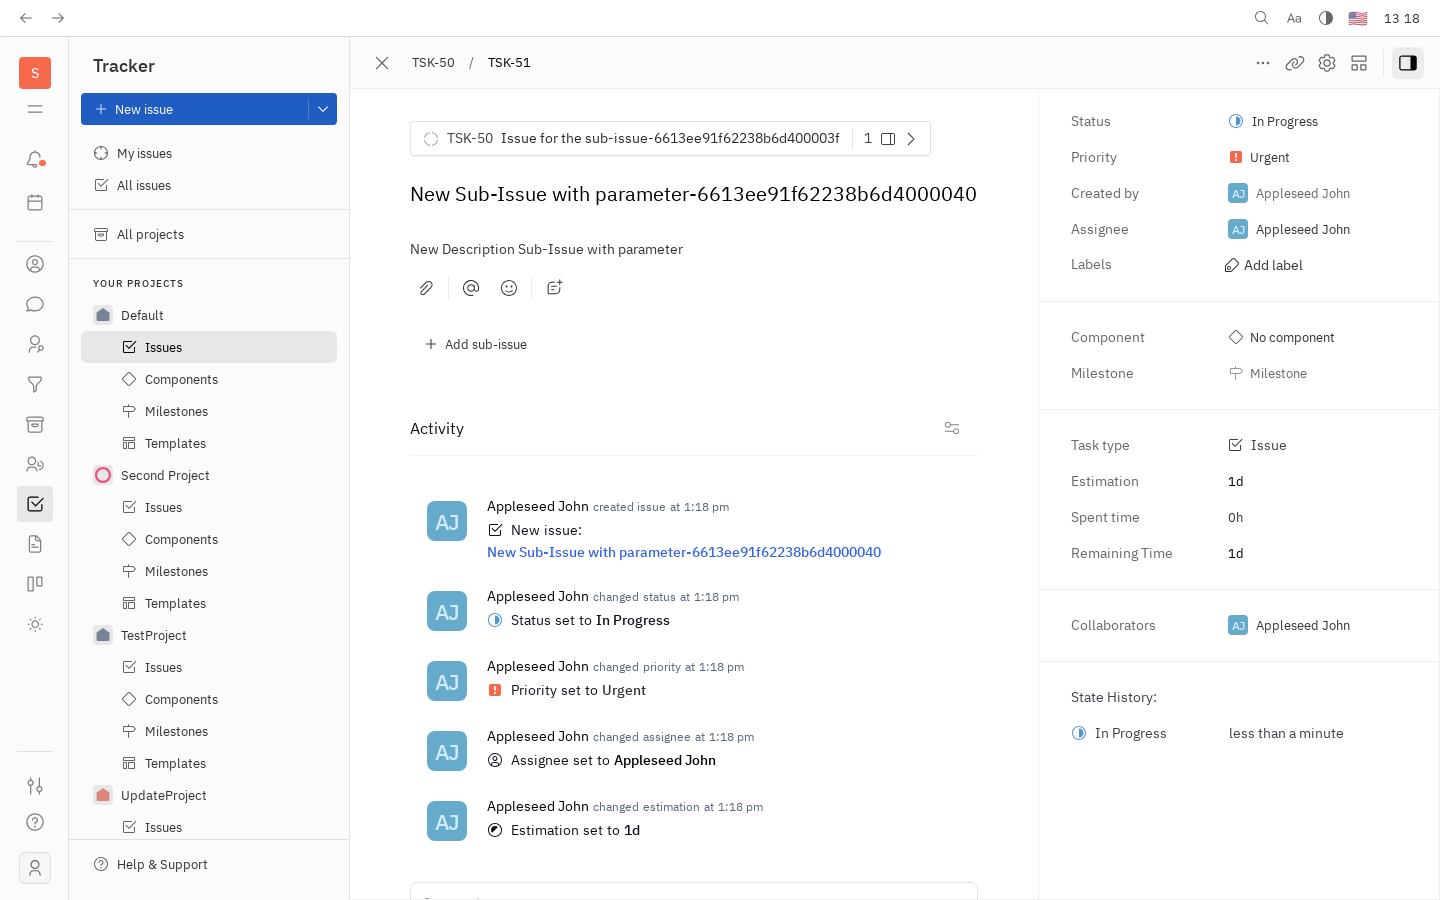 Aa
13 18
S
Tracker
New issue
My issues
All issues
All projects
YOUR PROJECTS
Default
Issues
Components
Milestones
Templates
Second Project
Issues
Components
Milestones
Templates
TestProject
Issues
Components
Milestones
Templates
UpdateProject
Issues
Help & Support
TSK-50 / TSK-51
TSK-50 Issue for the sub-issue-6613ee91f62238b6d400003f 1
New Sub-Issue with parameter-6613ee91f62238b6d4000040
New Description Sub-Issue with parameter
Add sub-issue
Activity
AJ Appleseed John created issue at 1:18 pm
New issue:
New Sub-Issue with parameter-6613ee91f62238b6d4000040
AJ Appleseed John changed status at 1:18 pm
Status set to In Progress
AJ Appleseed John changed priority at 1:18 pm
Priority set to Urgent
AJ Appleseed John changed assignee at 1:18 pm
Assignee set to Appleseed John
AJ Appleseed John changed estimation at 1:18 pm
Estimation set to 1d
Status In Progress
Priority Urgent
Created by AJ Appleseed John
Assignee AJ Appleseed John
Labels Add label
Component No component
Milestone Milestone
Task type Issue
Estimation 1d
Spent time 0h
Remaining Time 1d
Collaborators AJ Appleseed John
State History:
In Progress less than a minute